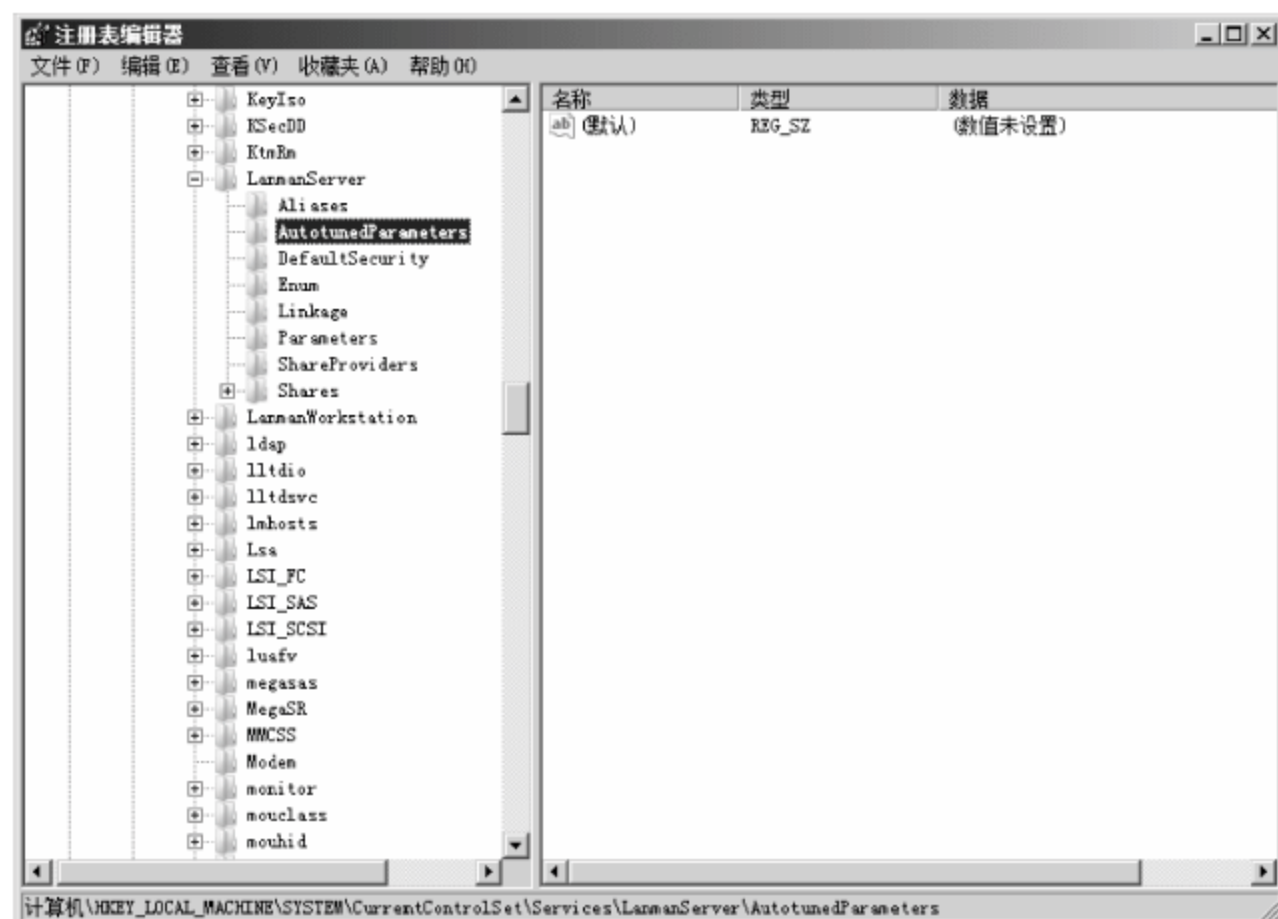 注册表编辑器
文件(F) 编辑(E) 查看(V) 收藏夹(A) 帮助(H)
KeyIso
KSecDD
KtmRm
LanmanServer
Aliases
AutotunedParameters
DefaultSecurity
Enum
Linkage
Parameters
ShareProviders
Shares
LanmanWorkstation
ldap
lltdio
lltdsvc
lmhosts
Lsa
LSI_FC
LSI_SAS
LSI_SCSI
luafv
megasas
MegaSR
MMCSS
Modem
monitor
mouclass
mouhid
名称 类型 数据
ab (默认) REG_SZ (数值未设置)
计算机\HKEY_LOCAL_MACHINE\SYSTEM\CurrentControlSet\Services\LanmanServer\AutotunedParameters